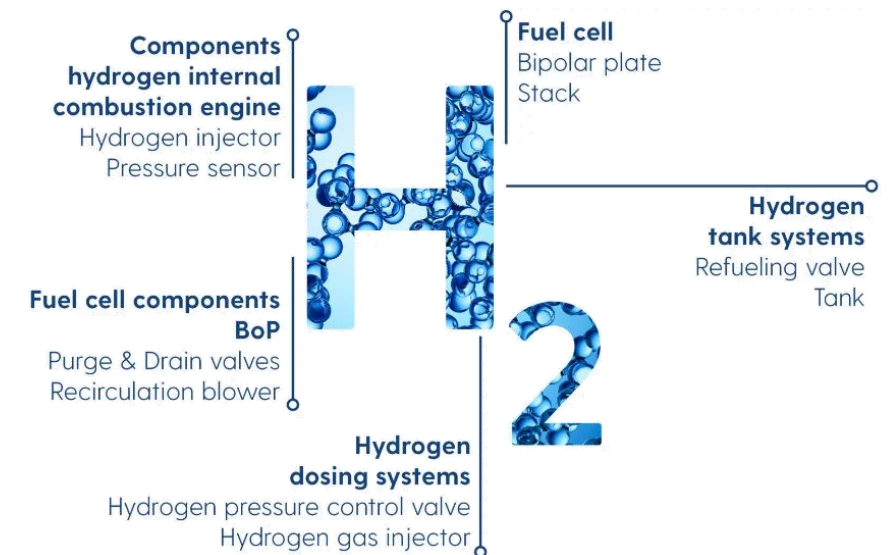 Components
hydrogen internal
combustion engine
Hydrogen injector
Pressure sensor
Fuel cell
Bipolar plate
Stack
H
2
Hydrogen
tank systems
Refueling valve
Tank
Fuel cell components
BoP
Purge & Drain valves
Recirculation blower
Hydrogen
dosing systems
Hydrogen pressure control valve
Hydrogen gas injector